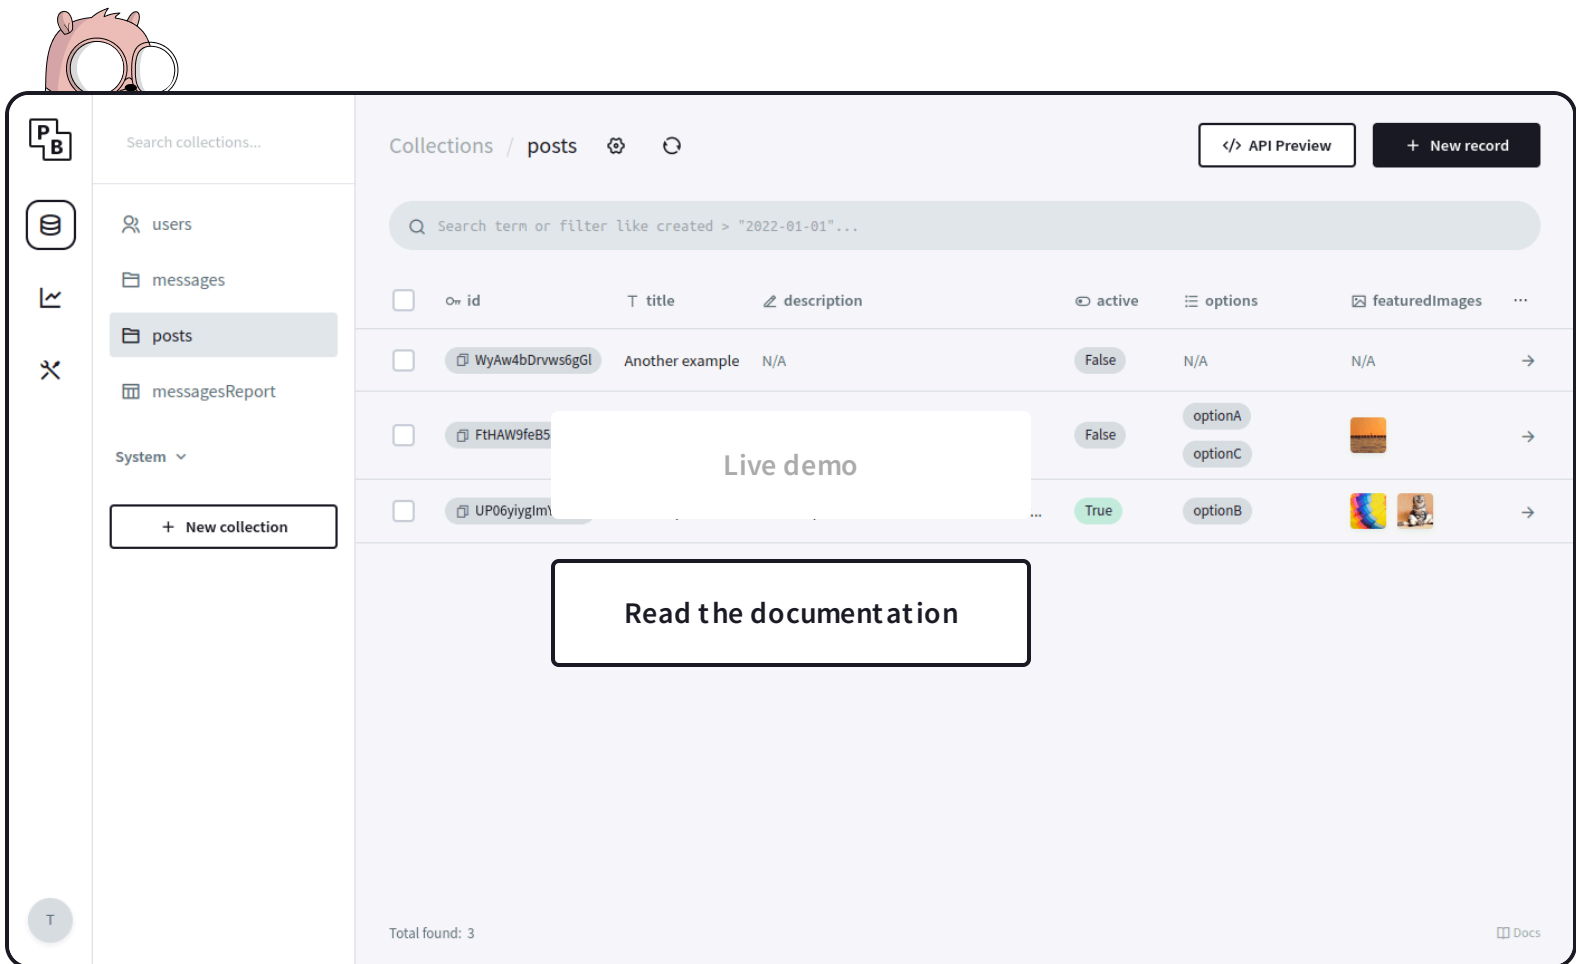 P
B
Search collections...
users
messages
posts
messagesReport
System
+ New collection
T
Collections / posts
</> API Preview
+ New record
Search term or filter like created > "2022-01-01"...
id title description active options featuredImages ...
WyAw4bDrvws6gGl Another example N/A False N/A N/A
FtHAW9feB5 False optionA
optionC
UP06yiygIm ... True optionB
Live demo
Read the documentation
Total found: 3
Docs